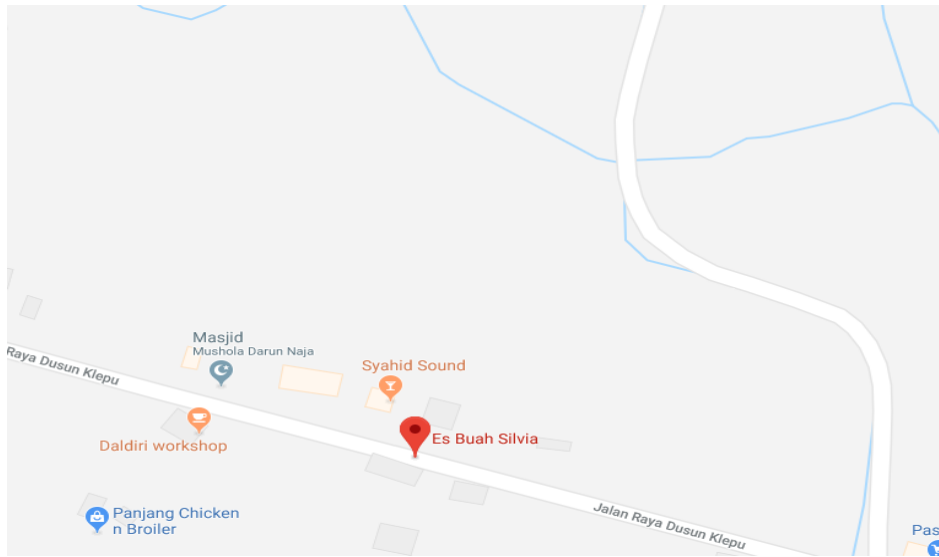 Masjid
Mushola Darun Naja
Raya Dusun Klepu
Syahid Sound
Daldiri workshop
Es Buah Silvia
Panjang Chicken
n Broiler
Jalan Raya Dusun Klepu
Pas